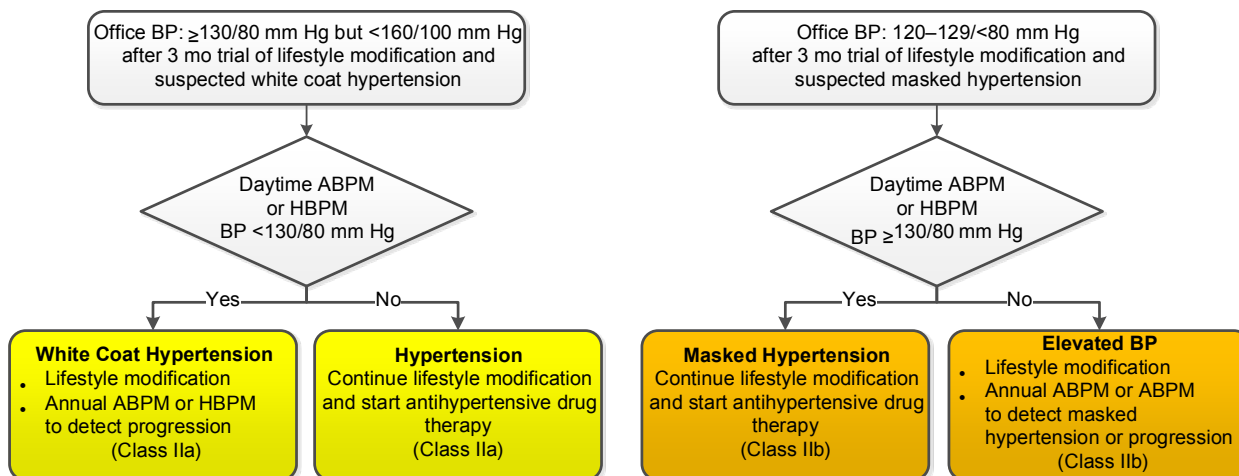 Office BP: ≥130/80 mm Hg but <160/100 mm Hg
after 3 mo trial of lifestyle modification and
suspected white coat hypertension
Daytime ABPM
or HBPM
BP <130/80 mm Hg
Yes
No
White Coat Hypertension
• Lifestyle modification
• Annual ABPM or HBPM
to detect progression
(Class IIa)
Hypertension
Continue lifestyle modification
and start antihypertensive drug
therapy
(Class IIa)
Office BP: 120–129/<80 mm Hg
after 3 mo trial of lifestyle modification and
suspected masked hypertension
Daytime ABPM
or HBPM
BP ≥130/80 mm Hg
Yes
No
Masked Hypertension
Continue lifestyle modification
and start antihypertensive drug
therapy
(Class IIb)
Elevated BP
• Lifestyle modification
• Annual ABPM or ABPM
to detect masked
hypertension or progression
(Class IIb)